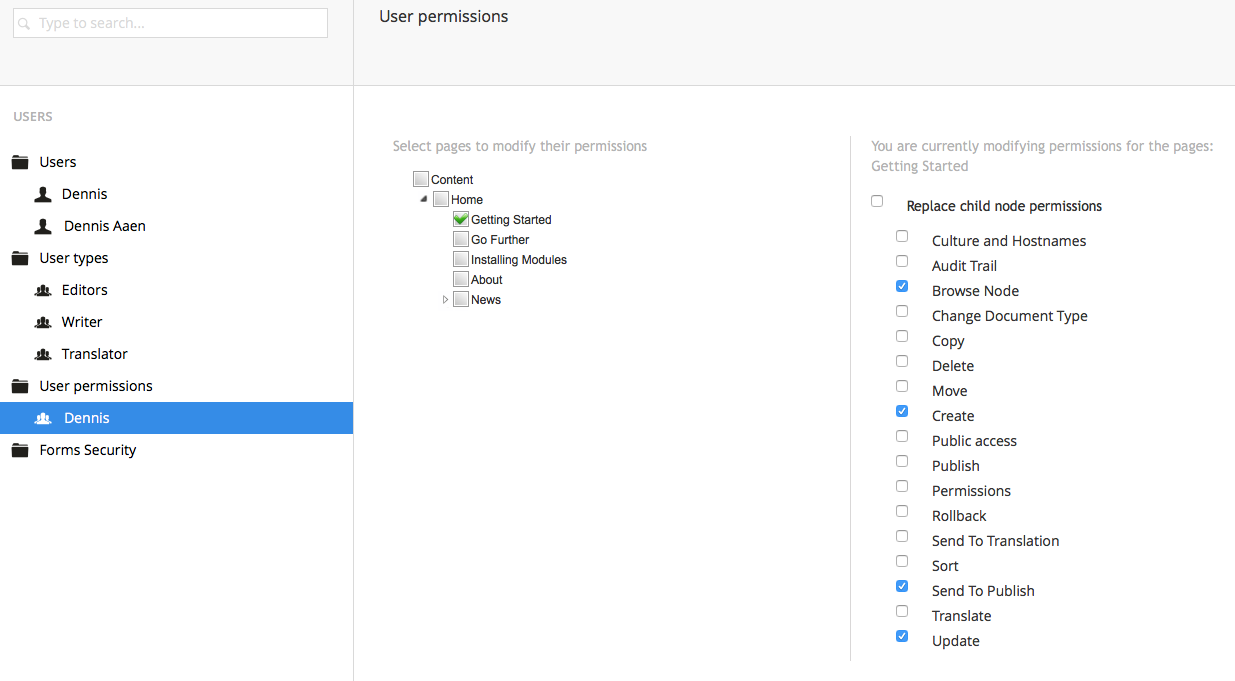 Type to search...
User permissions
USERS
Users
Dennis
Dennis Aaen
User types
Editors
Writer
Translator
User permissions
Dennis
Forms Security
Select pages to modify their permissions
Content
Home
Getting Started
Go Further
Installing Modules
About
News
You are currently modifying permissions for the pages:
Getting Started
Replace child node permissions
Culture and Hostnames
Audit Trail
Browse Node
Change Document Type
Copy
Delete
Move
Create
Public access
Publish
Permissions
Rollback
Send To Translation
Sort
Send To Publish
Translate
Update